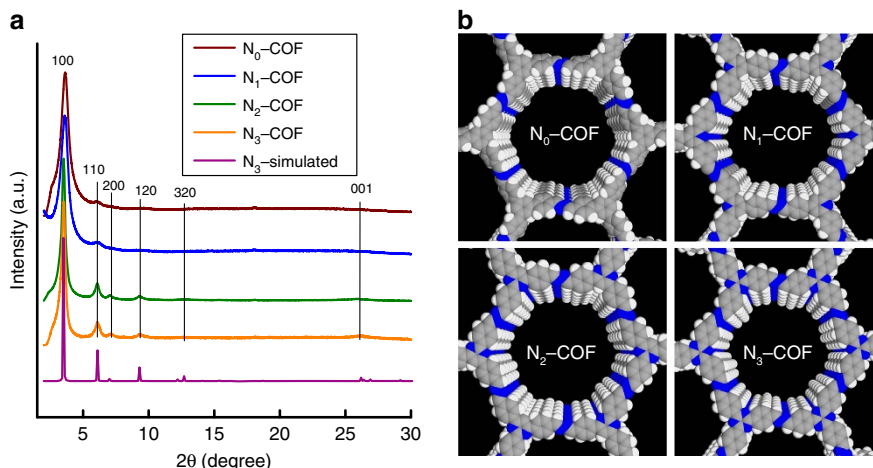 a
N₀–COF
N₁–COF
N₂–COF
N₃–COF
N₃–simulated
100
110
200
120
320
001
Intensity (a.u.)
5 10 15 20 25 30
2θ (degree)
b
N₀–COF
N₁–COF
N₂–COF
N₃–COF